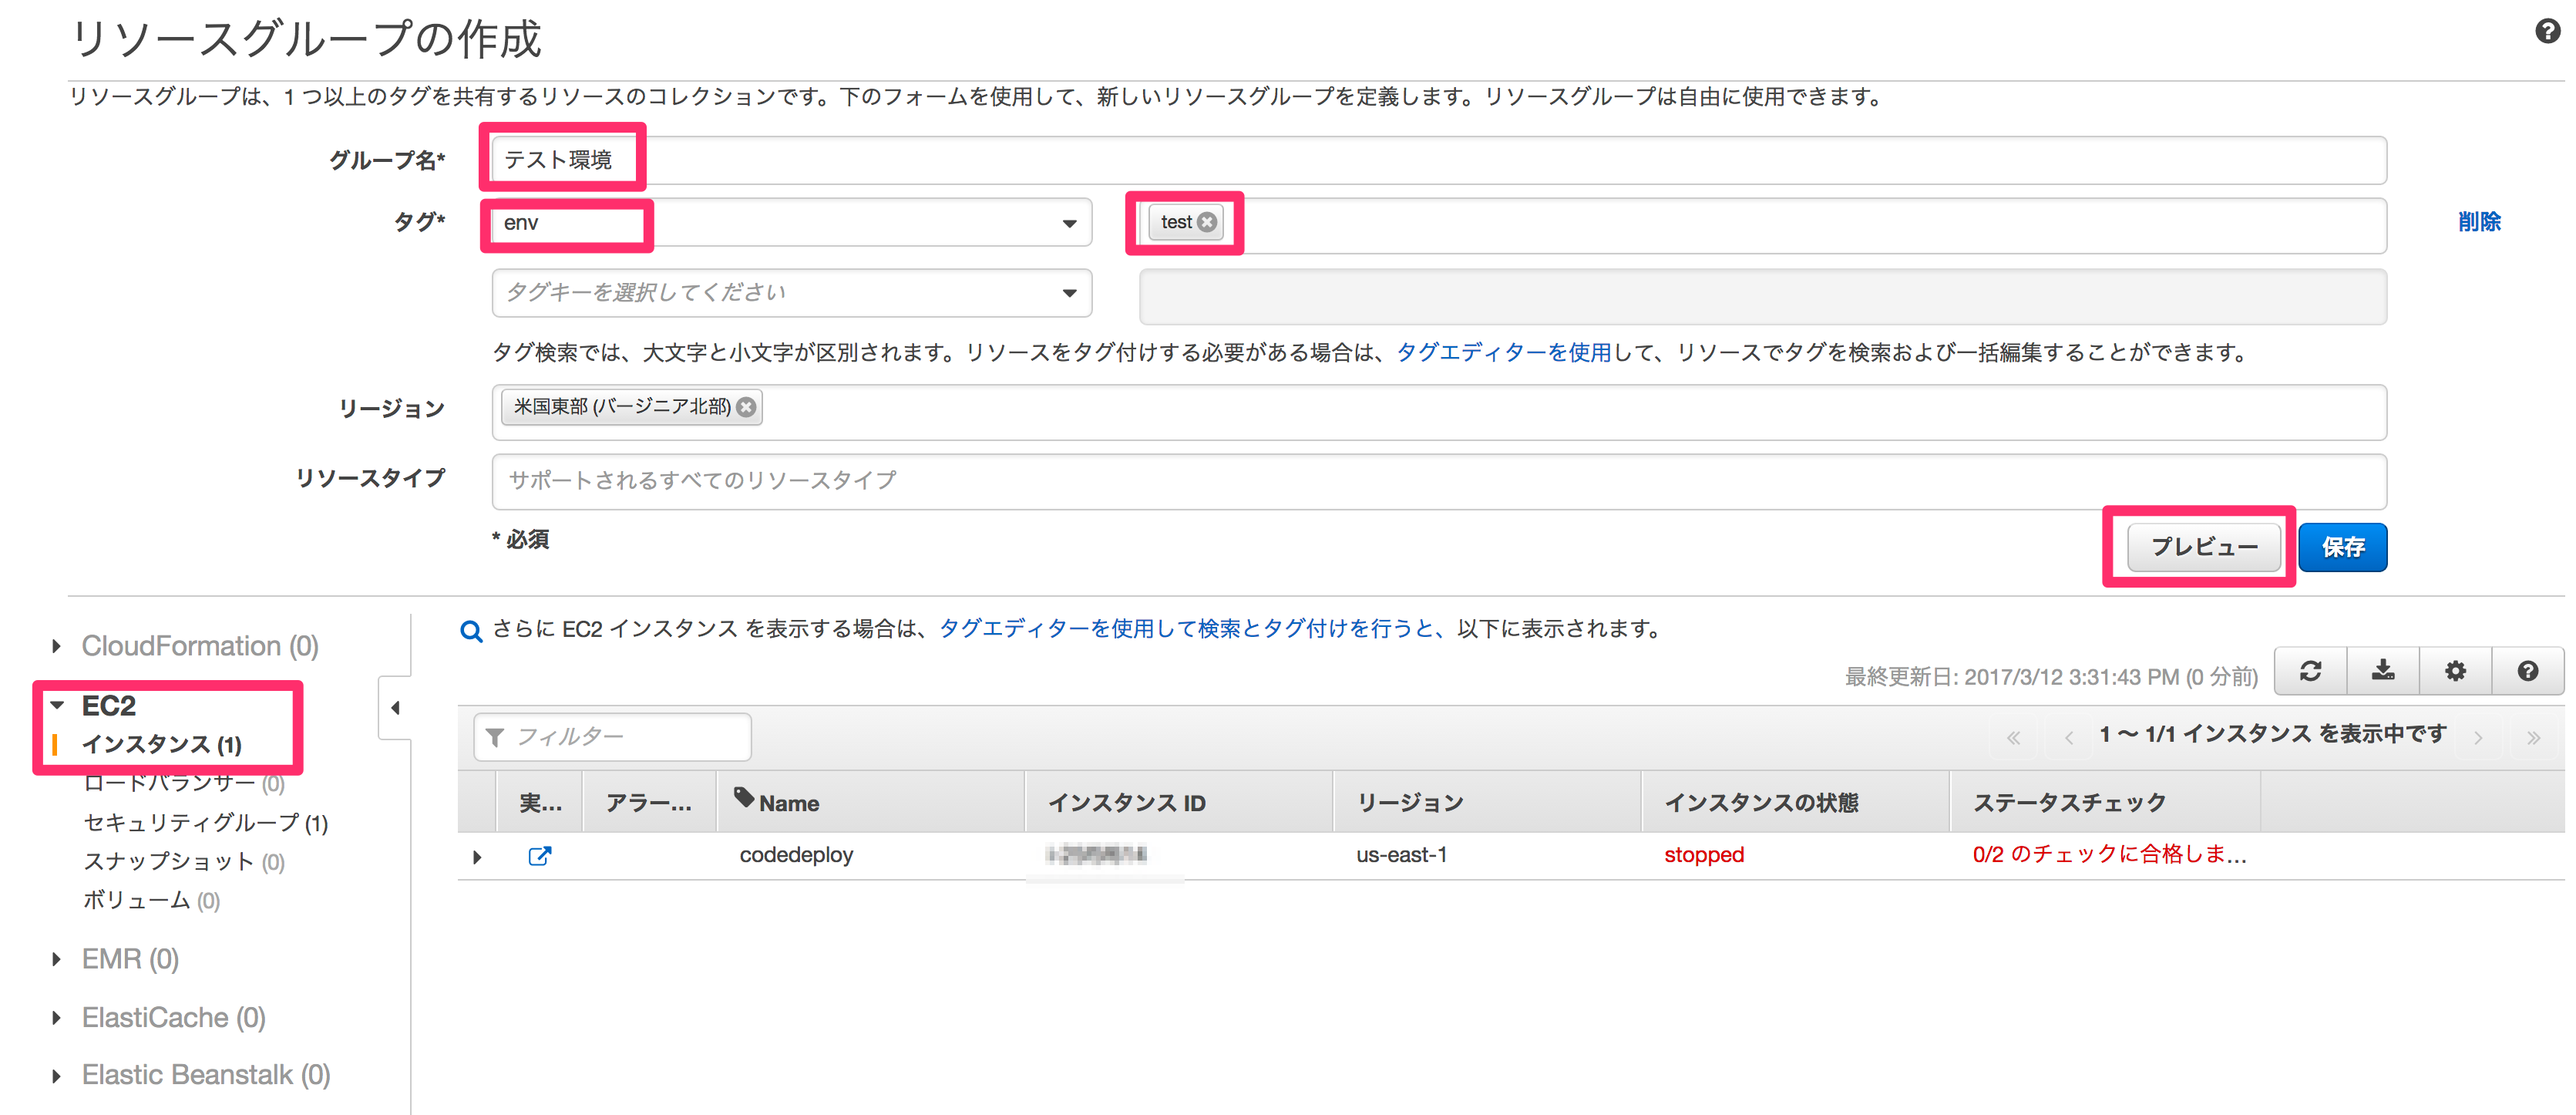 リソースグループの作成
リソースグループは、1 つ以上のタグを共有するリソースのコレクションです。下のフォームを使用して、新しいリソースグループを定義します。リソースグループは自由に使用できます。
グループ名* テスト環境
タグ* env test 削除
タグキーを選択してください
タグ検索では、大文字と小文字が区別されます。リソースをタグ付けする必要がある場合は、タグエディターを使用して、リソースでタグを検索および一括編集することができます。
リージョン 米国東部 (バージニア北部)
リソースタイプ サポートされるすべてのリソースタイプ
* 必須
プレビュー 保存
CloudFormation (0)
EC2
インスタンス (1)
ロードバランサー (0)
セキュリティグループ (1)
スナップショット (0)
ボリューム (0)
EMR (0)
ElastiCache (0)
Elastic Beanstalk (0)
さらに EC2 インスタンス を表示する場合は、タグエディターを使用して検索とタグ付けを行うと、以下に表示されます。
最終更新日: 2017/3/12 3:31:43 PM (0 分前)
フィルター
« ‹ 1 〜 1/1 インスタンス を表示中です › »
実... アラー... Name インスタンス ID リージョン インスタンスの状態 ステータスチェック
codedeploy us-east-1 stopped 0/2 のチェックに合格しま...